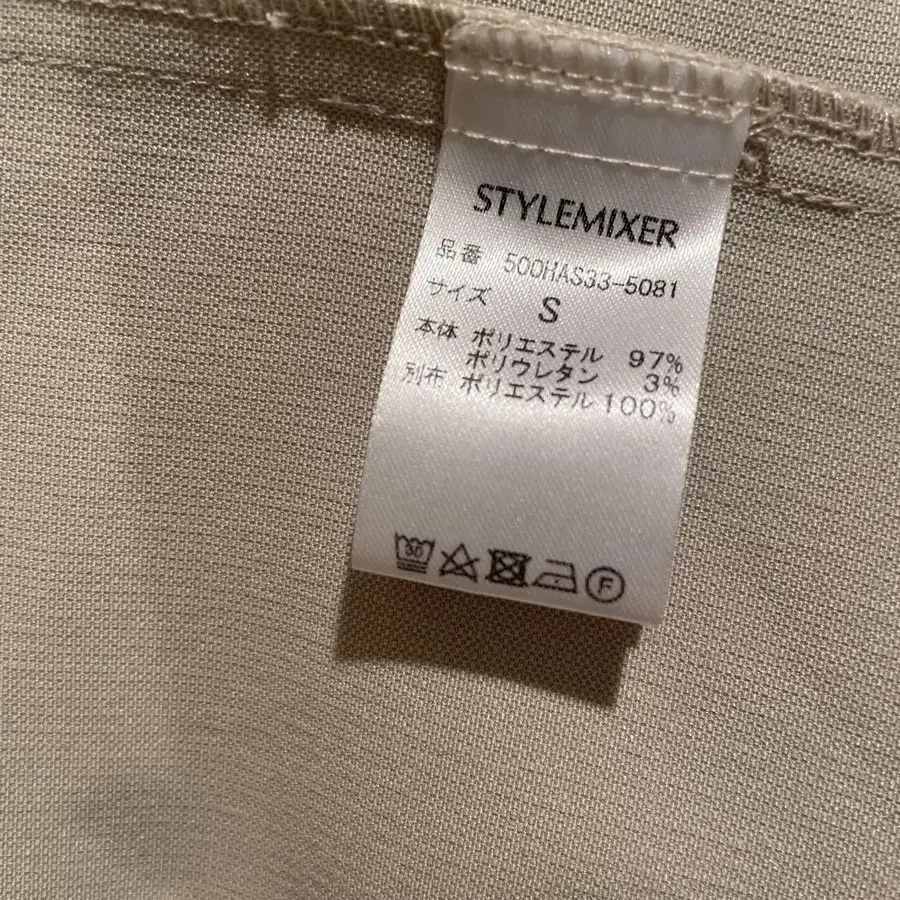 STYLEMIXER
品番 500HAS33-5081
サイズ S
本体 ポリエステル 97%
ポリウレタン 3%
別布 ポリエステル 100%
30 F